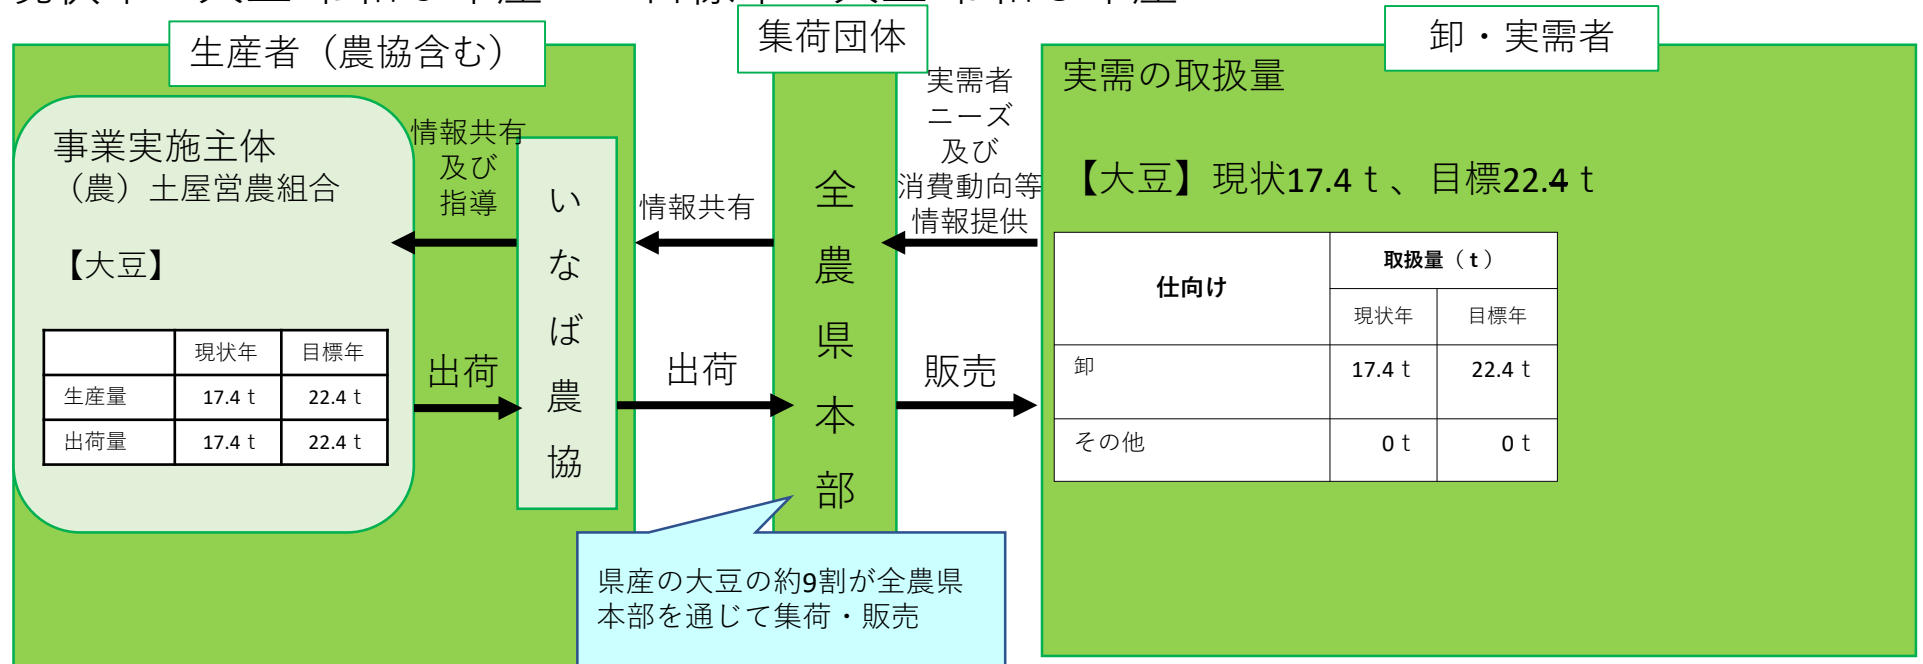 生産者（農協含む）
集荷団体
卸・実需者
事業実施主体
（農）土屋営農組合
【大豆】
現状年 目標年
生産量 17.4ｔ 22.4ｔ
出荷量 17.4ｔ 22.4ｔ
情報共有
及び
指導
出荷
いなば農協
情報共有
出荷
全農県本部
実需者
ニーズ
及び
消費動向等
情報提供
販売
実需の取扱量
【大豆】現状17.4ｔ、目標22.4ｔ
仕向け 取扱量（ｔ）
現状年 目標年
卸 17.4ｔ 22.4ｔ
その他 0ｔ 0ｔ
県産の大豆の約9割が全農県
本部を通じて集荷・販売